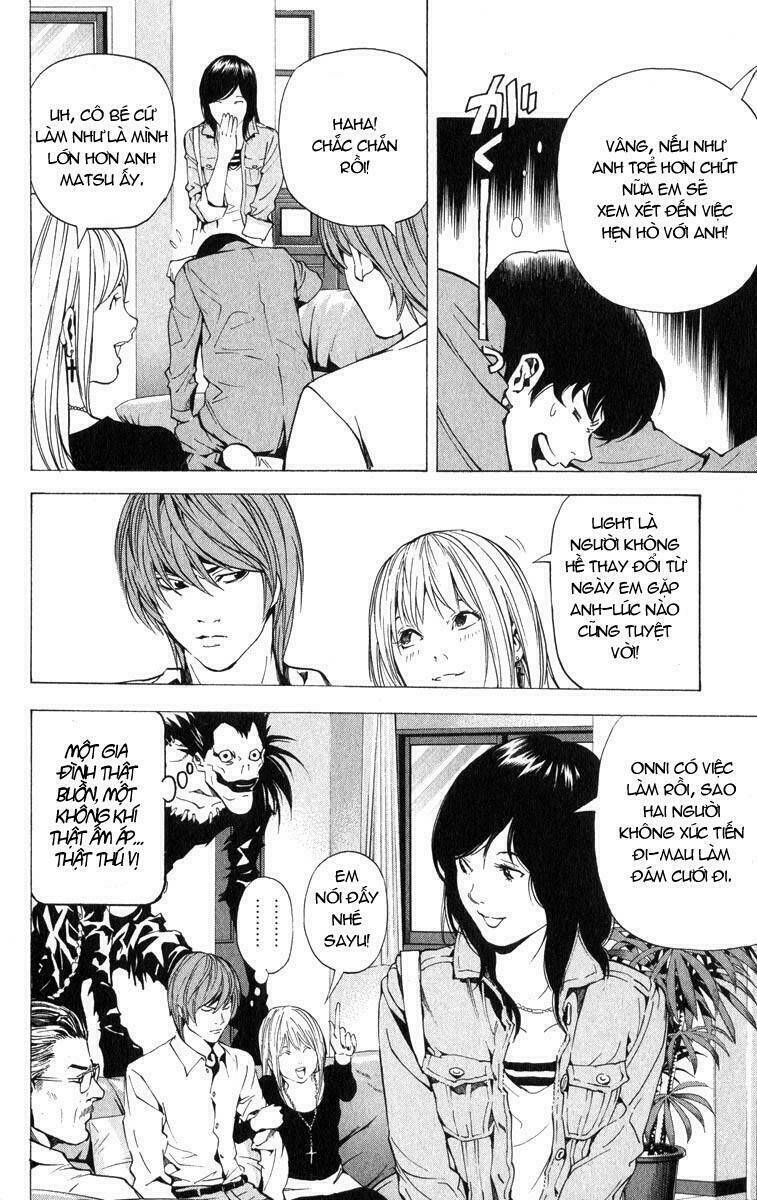 VÂNG, NẾU NHƯ
ANH TRẺ HƠN CHÚT
NỮA EM SẼ
XEM XÉT ĐẾN VIỆC
HẸN HÒ VỚI ANH!
がくっ
HAHA!
CHẮC CHẮN
RỒI!
UH, CÔ BÉ CỨ
LÀM NHƯ LÀ MÌNH
LỚN HƠN ANH
MATSU ẤY.
LIGHT LÀ
NGƯỜI KHÔNG
HỀ THAY ĐỔI TỪ
NGÀY EM GẶP
ANH-LÚC NÀO
CŨNG TUYỆT
VỜI!
ONNI CÓ VIỆC
LÀM RỒI, SAO
HAI NGƯỜI
KHÔNG XÚC TIẾN
ĐI-MAU LÀM
ĐÁM CƯỚI ĐI.
EM
NÓI ĐẤY
NHÉ
SAYU!
............
MỘT GIA
ĐÌNH THẬT
BUỒN, MỘT
KHÔNG KHÍ
THẬT ẤM ÁP...
THẬT THÚ VỊ